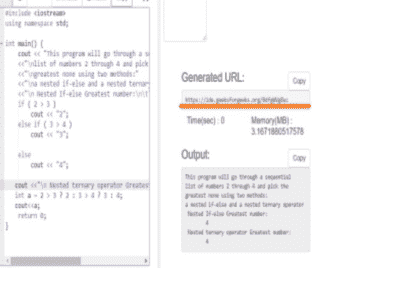 #include <iostream>
using namespace std;
int main() {
cout << "This program will go through a s
<<"\nlist of numbers 2 through 4 and pick
<<"\ngreatest none using two methods:"
<<"\na nested if-else and a nested ternar
<<"\n Nested if-Else Greatest number:\n\t
if ( 2 > 3 )
cout << "2";
else if ( 3 > 4 )
cout << "3";
else
cout << "4";
cout <<"\n Nested ternary operator Greatest
int a = 2 > 3 ? 2 : 3 > 4 ? 3 : 4;
cout<<a;
return 0;
}
Generated URL:
Copy
Time(sec) : 0
Memory(MB) :
3.1671880517578
Output:
Copy
This program will go through a sequential
list of numbers 2 through 4 and pick the
greatest none using two methods:
a nested if-else and a nested ternary operator
Nested If-Else Greatest number:
4
Nested ternary operator Greatest number:
4